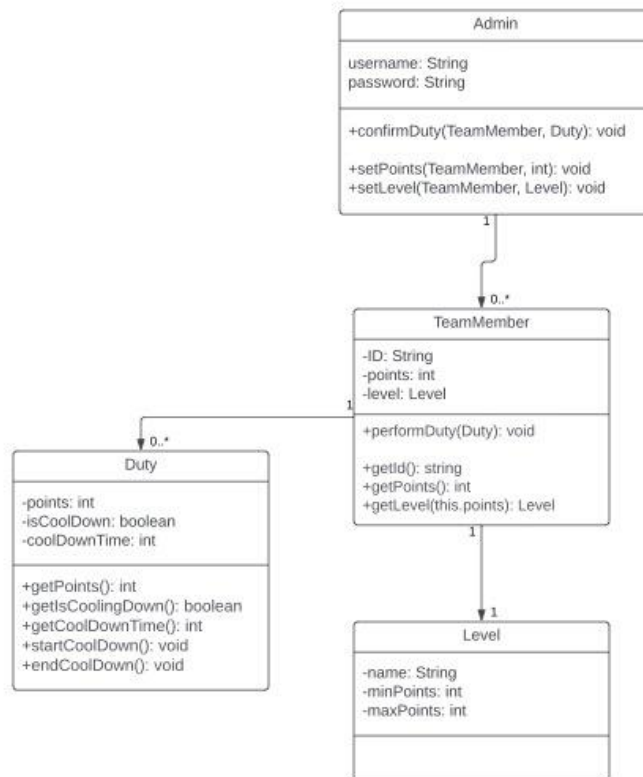 Admin
username: String
password: String
+confirmDuty(TeamMember, Duty): void
+setPoints(TeamMember, int): void
+setLevel(TeamMember, Level): void
1
0..*
TeamMember
-ID: String
-points: int
-level: Level
+performDuty(Duty): void
+getId(): string
+getPoints(): int
+getLevel(this.points): Level
1
0..*
Duty
-points: int
-isCoolDown: boolean
-coolDownTime: int
+getPoints(): int
+getIsCoolingDown(): boolean
+getCoolDownTime(): int
+startCoolDown(): void
+endCoolDown(): void
1
1
Level
-name: String
-minPoints: int
-maxPoints: int